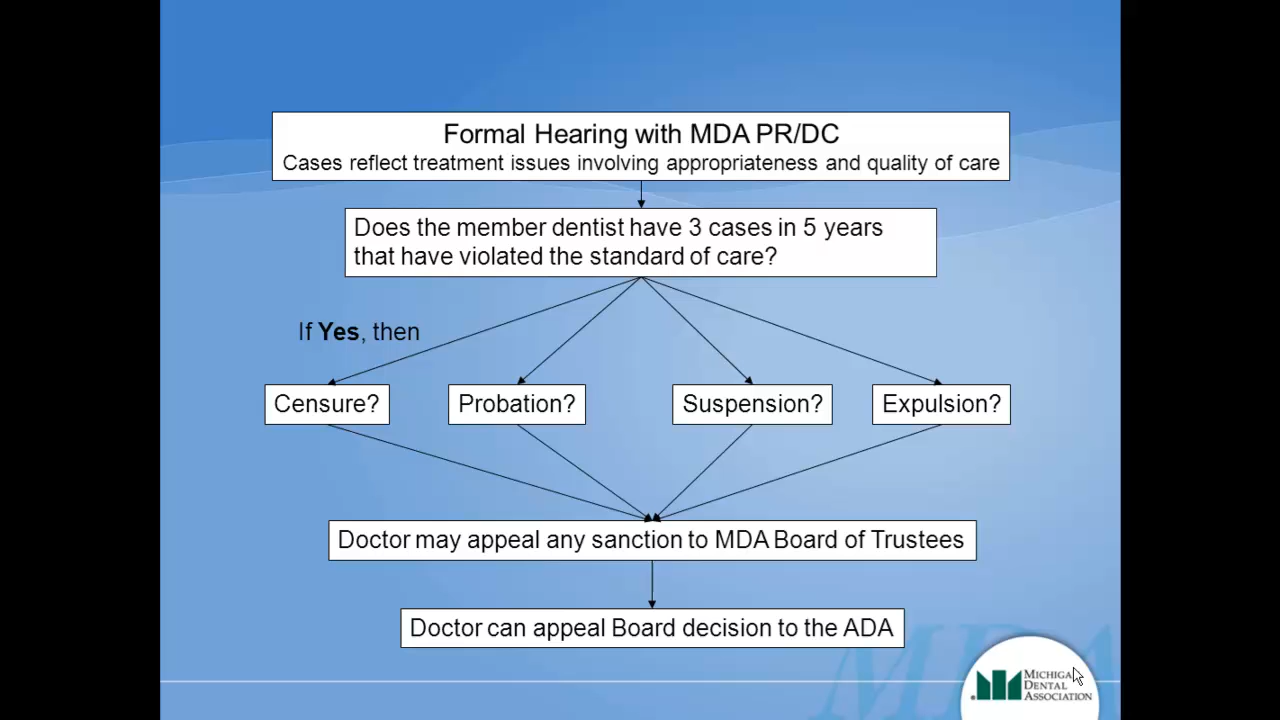 Formal Hearing with MDA PR/DC
Cases reflect treatment issues involving appropriateness and quality of care
Does the member dentist have 3 cases in 5 years
that have violated the standard of care?
If Yes, then
Censure?
Probation?
Suspension?
Expulsion?
Doctor may appeal any sanction to MDA Board of Trustees
Doctor can appeal Board decision to the ADA
MDA
MICHIGAN
DENTAL
ASSOCIATION